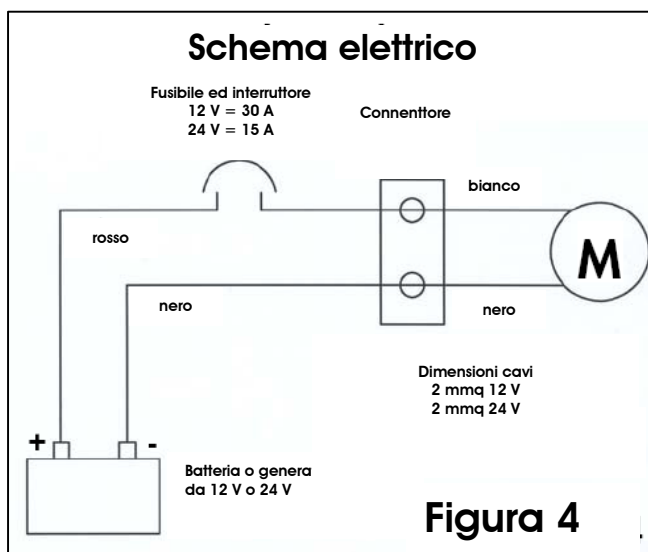 Schema elettrico
Fusibile ed interruttore
12 V = 30 A
24 V = 15 A
Connenttore
bianco
rosso
M
nero
nero
Dimensioni cavi
2 mmq 12 V
2 mmq 24 V
+
-
Batteria o genera
da 12 V o 24 V
Figura 4